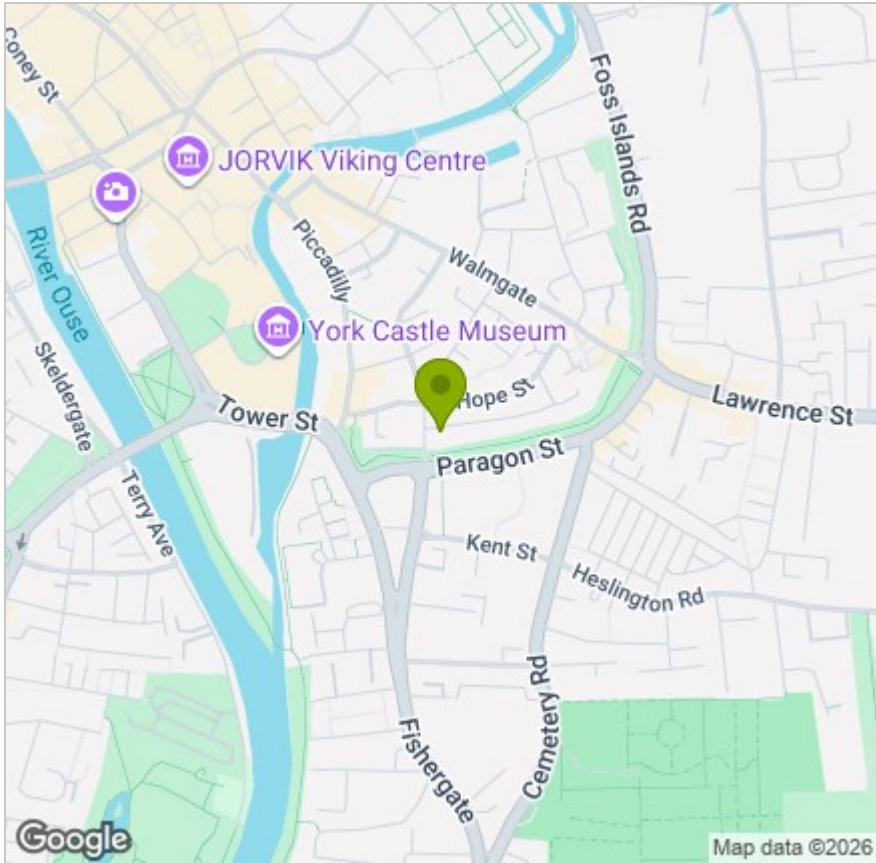 Coney St
Foss Islands Rd
JORVIK Viking Centre
River Ouse
Piccadilly
Walmgate
York Castle Museum
Skeldergate
Hope St
Tower St
Lawrence St
Paragon St
Terry Ave
Kent St
Heslington Rd
Cemetery Rd
Fishergate
Google
Map data ©2026